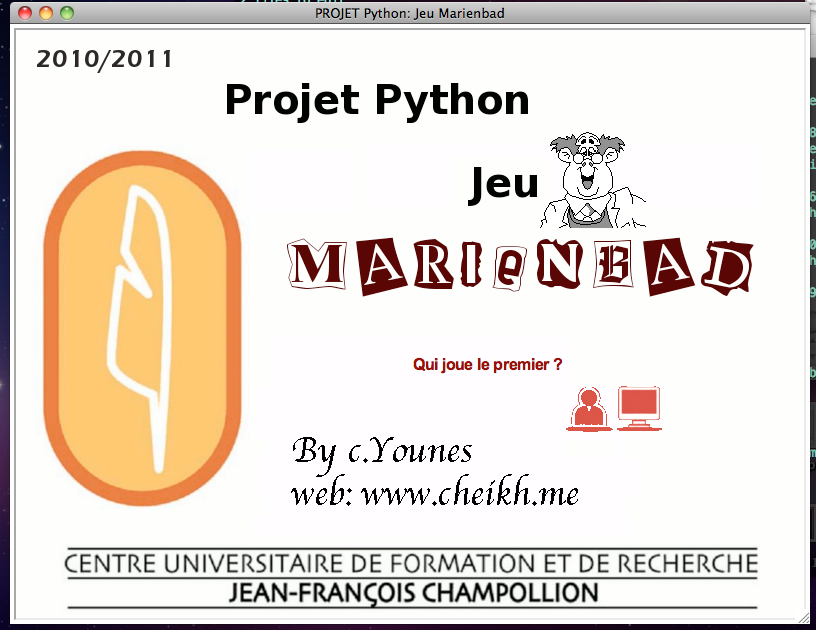 PROJET Python: Jeu Marienbad
2010/2011
Projet Python
Jeu
MARIeNBAD
Qui joue le premier ?
By c.Younes
web: www.cheikh.me
CENTRE UNIVERSITAIRE DE FORMATION ET DE RECHERCHE
JEAN-FRANÇOIS CHAMPOLLION